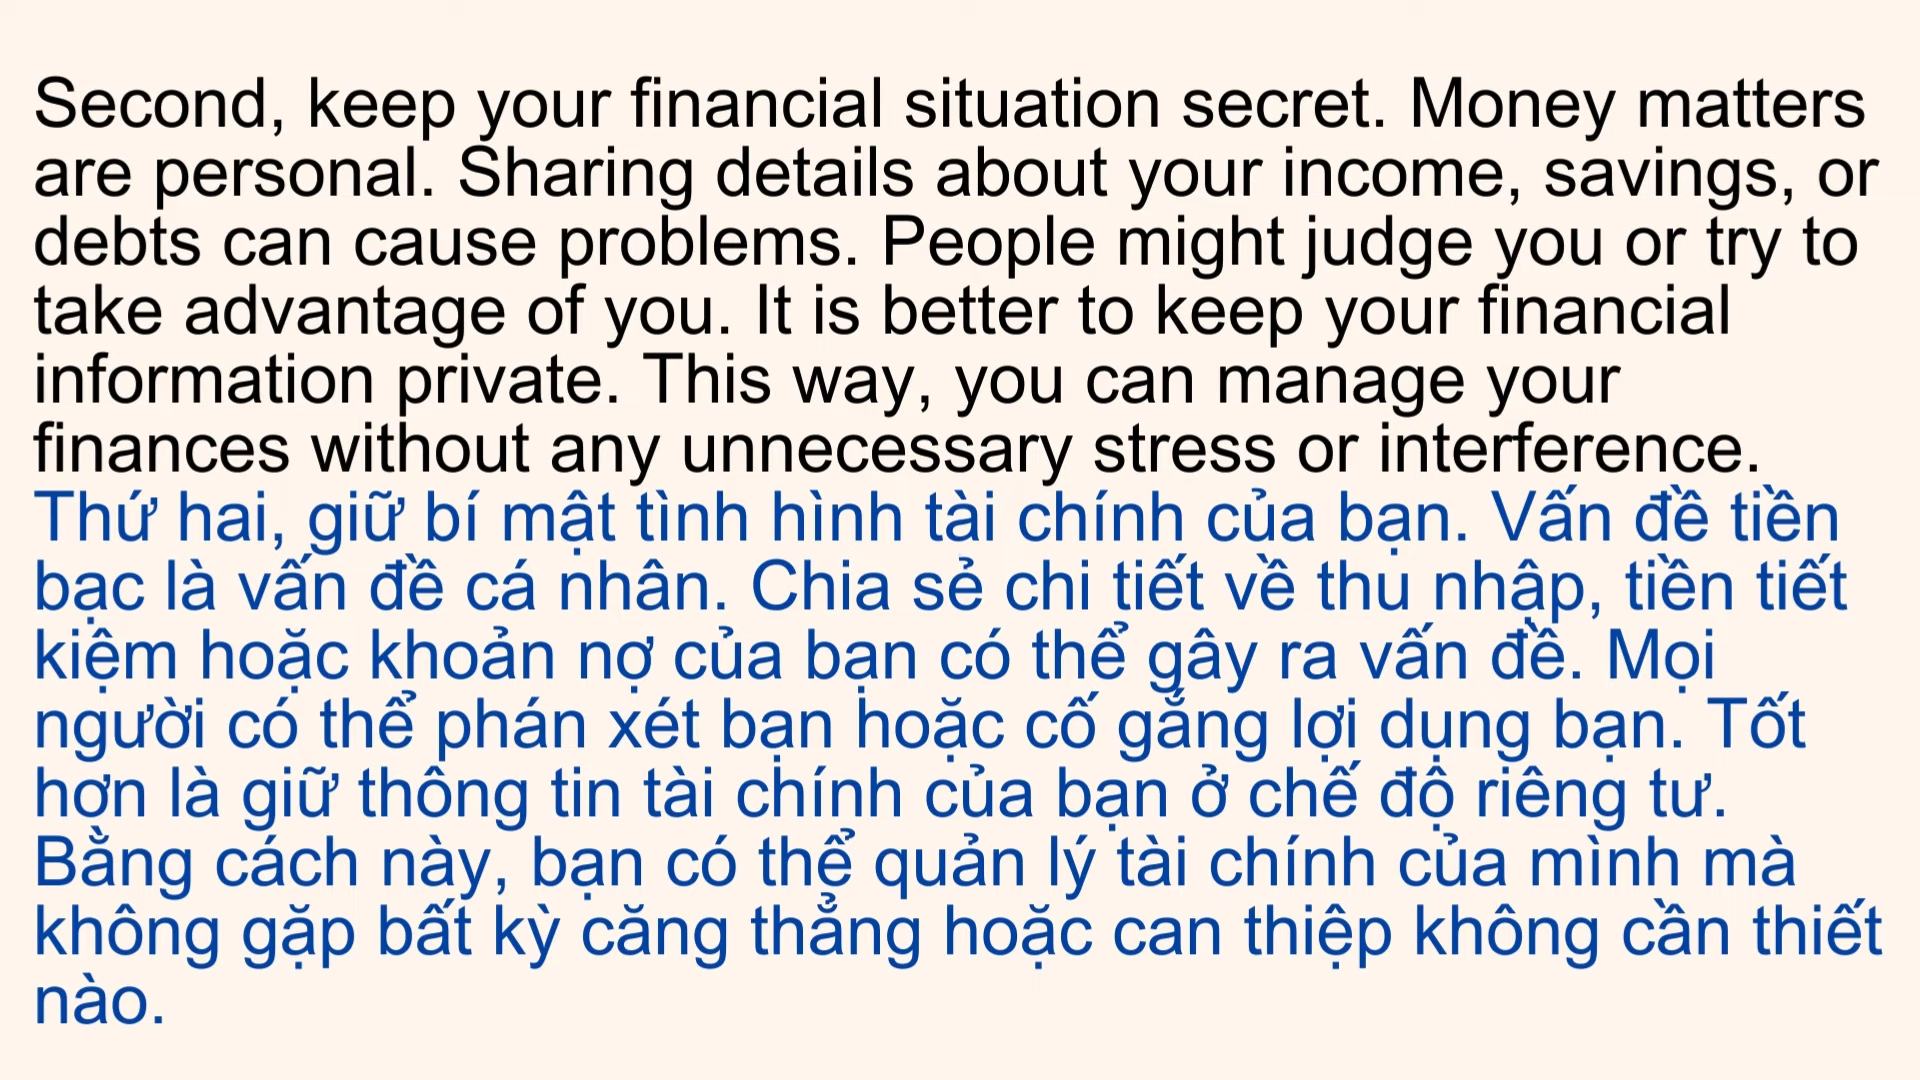 Second, keep your financial situation secret. Money matters
are personal. Sharing details about your income, savings, or
debts can cause problems. People might judge you or try to
take advantage of you. It is better to keep your financial
information private. This way, you can manage your
finances without any unnecessary stress or interference.
Thứ hai, giữ bí mật tình hình tài chính của bạn. Vấn đề tiền
bạc là vấn đề cá nhân. Chia sẻ chi tiết về thu nhập, tiền tiết
kiệm hoặc khoản nợ của bạn có thể gây ra vấn đề. Mọi
người có thể phán xét bạn hoặc cố gắng lợi dụng bạn. Tốt
hơn là giữ thông tin tài chính của bạn ở chế độ riêng tư.
Bằng cách này, bạn có thể quản lý tài chính của mình mà
không gặp bất kỳ căng thẳng hoặc can thiệp không cần thiết
nào.